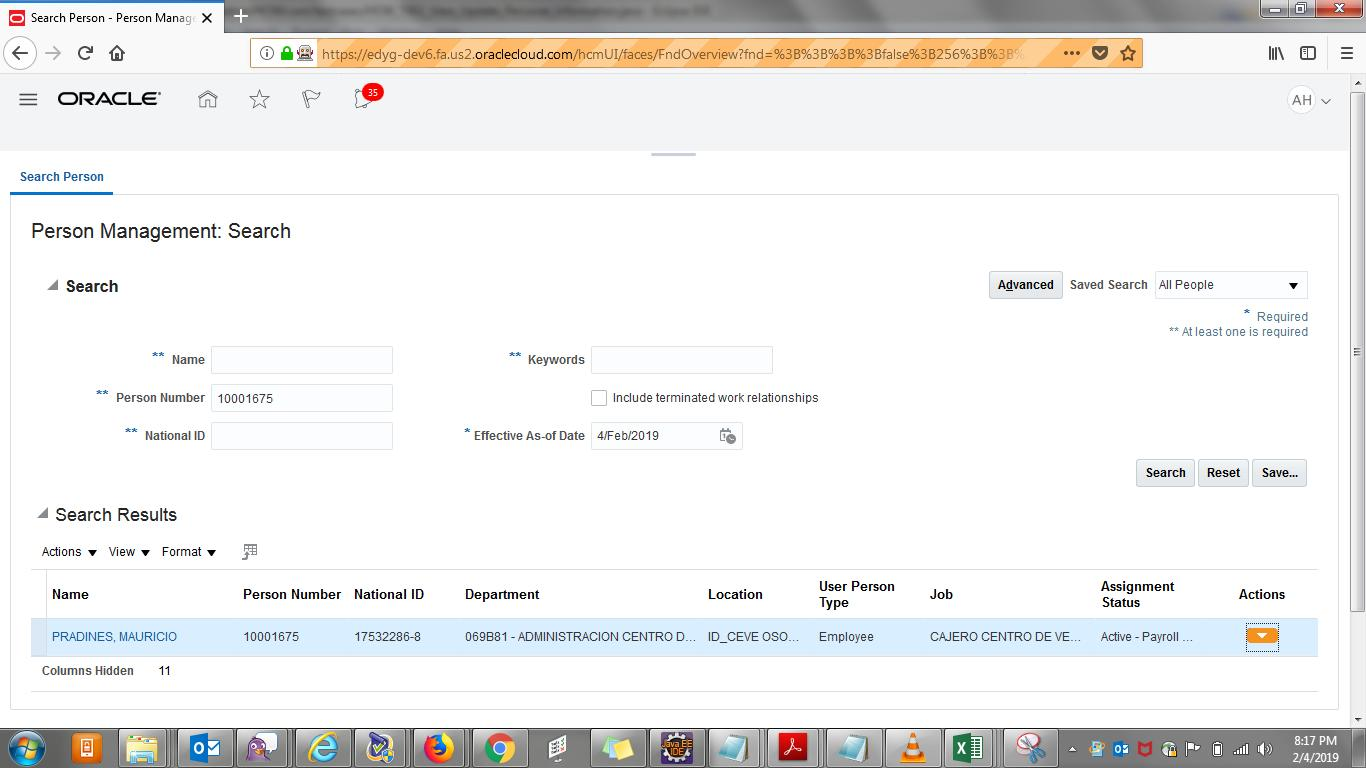 Search Person - Person Manage
https://edyg-dev6.fa.us2.oraclecloud.com/hcmUI/faces/FndOverview?fnd=%3B%3B%3B%3Bfalse%3B256%3B%3B%
ORACLE 35 AH
Search Person
Person Management: Search
Search
Advanced Saved Search All People
* Required
** At least one is required
** Name ** Keywords
** Person Number 10001675 Include terminated work relationships
** National ID * Effective As-of Date 4/Feb/2019
Search Reset Save...
Search Results
Actions View Format
Name Person Number National ID Department Location User Person Type Job Assignment Status Actions
PRADINES, MAURICIO 10001675 17532286-8 069B81 - ADMINISTRACION CENTRO D... ID_CEVE OSO... Employee CAJERO CENTRO DE VE... Active - Payroll ...
Columns Hidden 11
Java EE
IDE
8:17 PM
2/4/2019